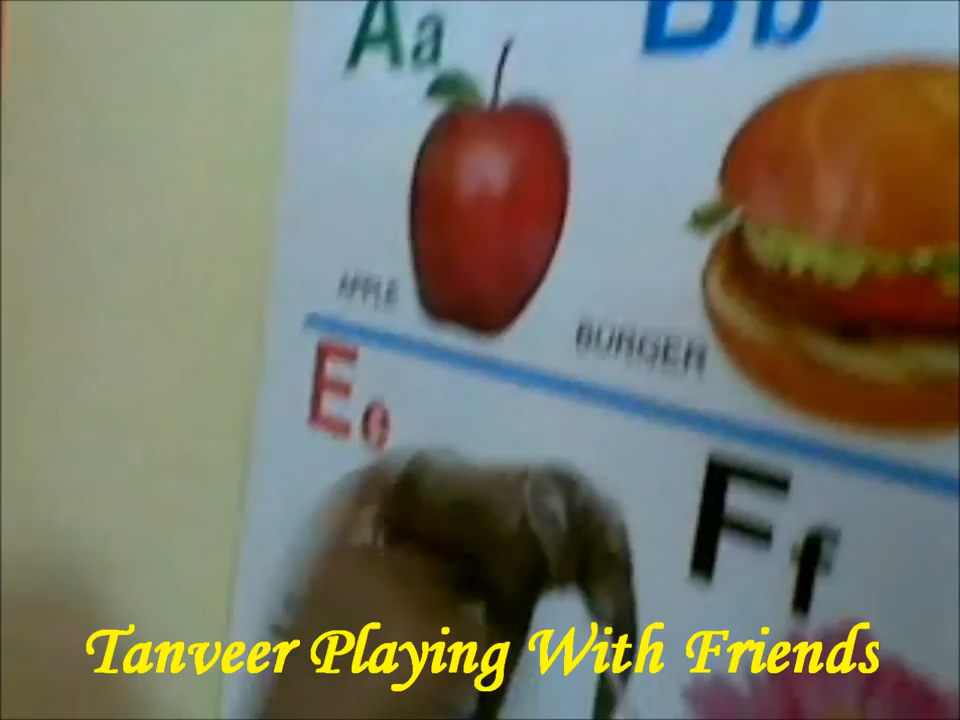 Aa Bb
APPLE
BURGER
Ee
Ff
Tanveer Playing With Friends